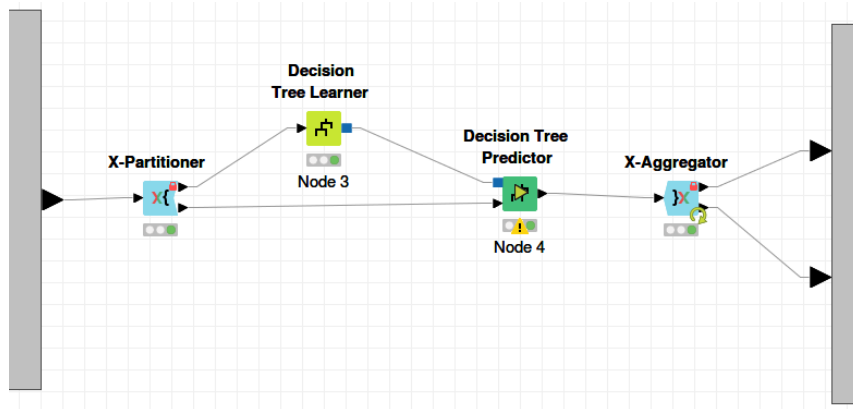 Decision
Tree Learner
Node 3
X-Partitioner
X{
Decision Tree
Predictor
Node 4
X-Aggregator
}X